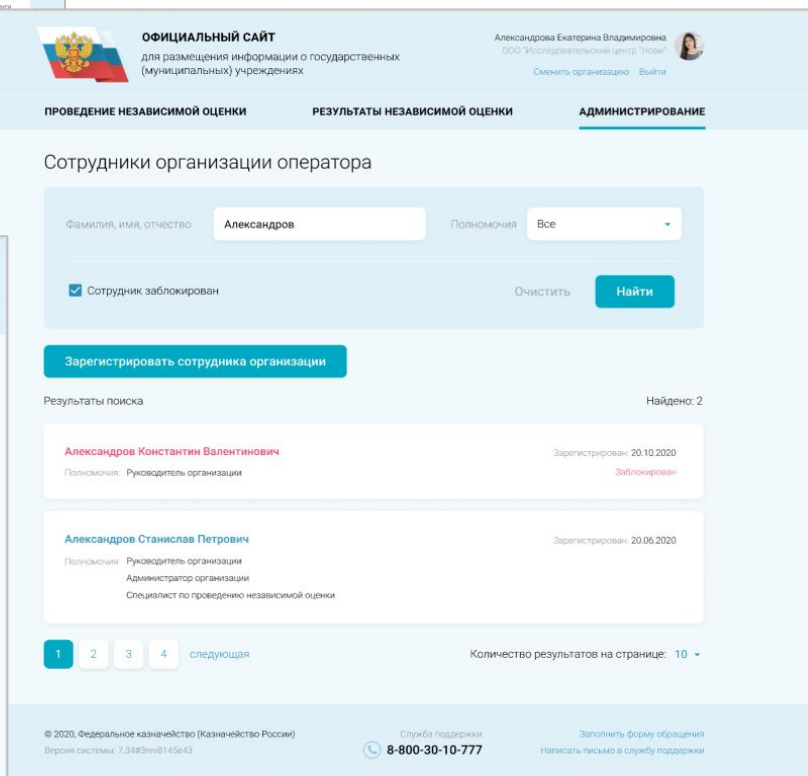 ОФИЦИАЛЬНЫЙ САЙТ
для размещения информации о государственных
(муниципальных) учреждениях
Александрова Екатерина Владимировна
ООО "Исследовательский центр "Нова"
Сменить организацию Выйти
ПРОВЕДЕНИЕ НЕЗАВИСИМОЙ ОЦЕНКИ РЕЗУЛЬТАТЫ НЕЗАВИСИМОЙ ОЦЕНКИ АДМИНИСТРИРОВАНИЕ
Сотрудники организации оператора
Фамилия, имя, отчество Александров Полномочия Все
Сотрудник заблокирован Очистить Найти
Зарегистрировать сотрудника организации
Результаты поиска Найдено: 2
Александров Константин Валентинович Зарегистрирован: 20.10.2020
Полномочия: Руководитель организации Заблокирован
Александров Станислав Петрович Зарегистрирован: 20.06.2020
Полномочия: Руководитель организации
Администратор организации
Специалист по проведению независимой оценки
1 2 3 4 следующая Количество результатов на странице: 10
© 2020, Федеральное казначейство (Казначейство России) Служба поддержки Заполнить форму обращения
Версия системы: 7.34#3rev8145e43 8-800-30-10-777 Написать письмо в службу поддержки